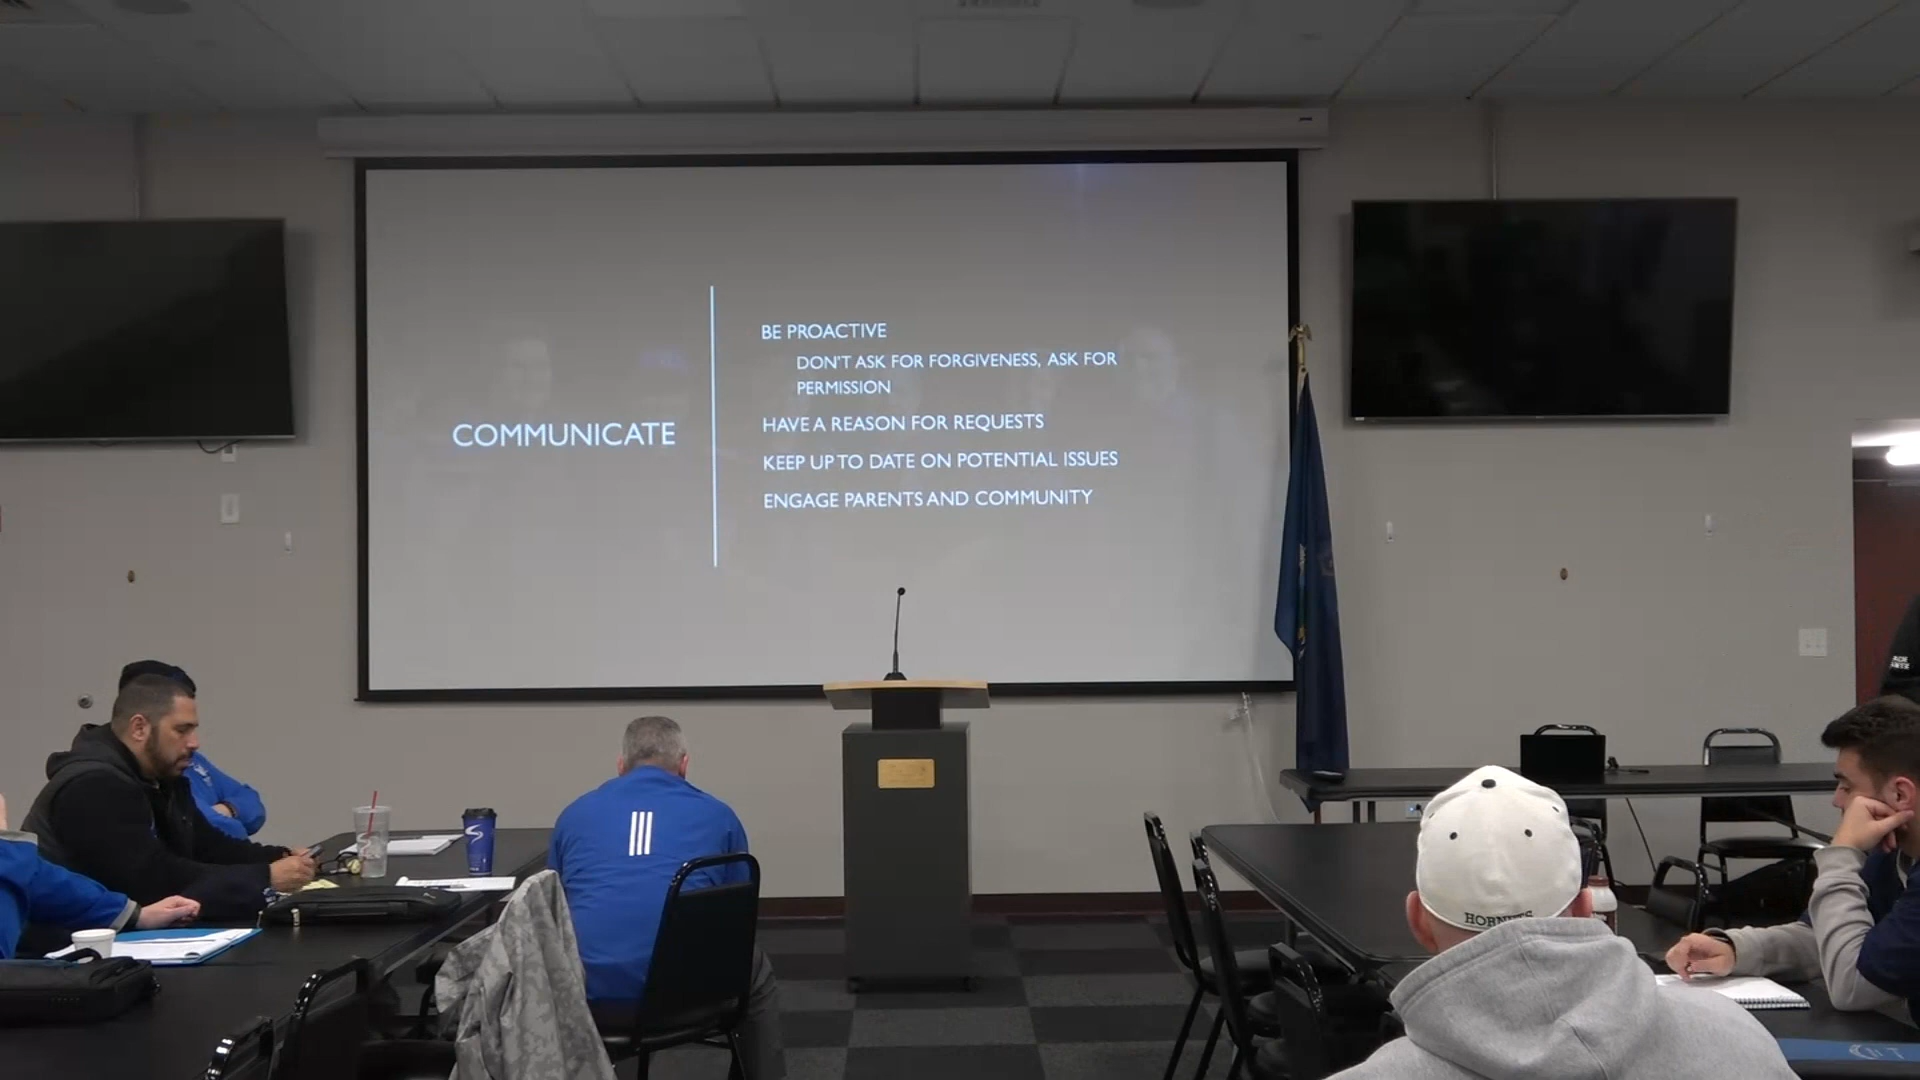 BE PROACTIVE
DON'T ASK FOR FORGIVENESS, ASK FOR
PERMISSION
COMMUNICATE
HAVE A REASON FOR REQUESTS
KEEP UP TO DATE ON POTENTIAL ISSUES
ENGAGE PARENTS AND COMMUNITY
HORNETS